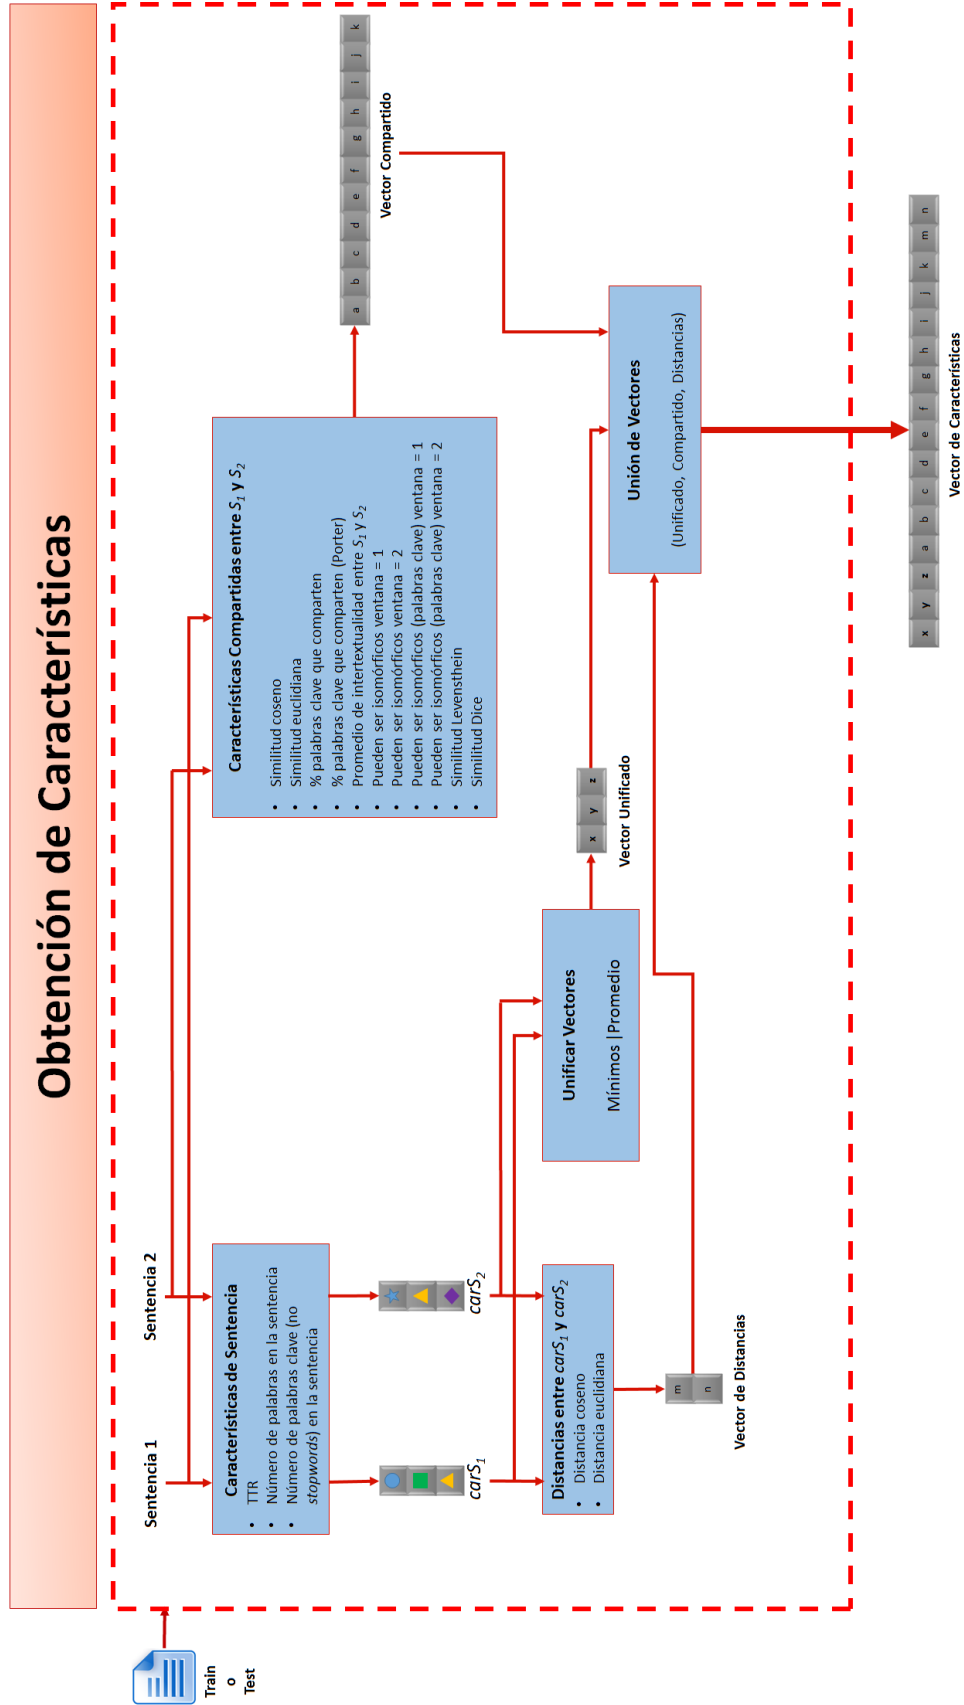 Obtención de Características
Train
o
Test
Sentencia 1
Sentencia 2
Características de Sentencia
• TTR
• Número de palabras en la sentencia
• Número de palabras clave (no
stopwords) en la sentencia
carS1
carS2
Distancias entre carS1 y carS2
• Distancia coseno
• Distancia euclidiana
m
n
Vector de Distancias
Unificar Vectores
Mínimos |Promedio
x y z
Vector Unificado
Características Compartidas entre S1 y S2
• Similitud coseno
• Similitud euclidiana
• % palabras clave que comparten
• % palabras clave que comparten (Porter)
• Promedio de intertextualidad entre S1 y S2
• Pueden ser isomórficos ventana = 1
• Pueden ser isomórficos ventana = 2
• Pueden ser isomórficos (palabras clave) ventana = 1
• Pueden ser isomórficos (palabras clave) ventana = 2
• Similitud Levensthein
• Similitud Dice
a b c d e f g h i j k
Vector Compartido
Unión de Vectores
(Unificado, Compartido, Distancias)
x y z a b c d e f g h i j k m n
Vector de Características